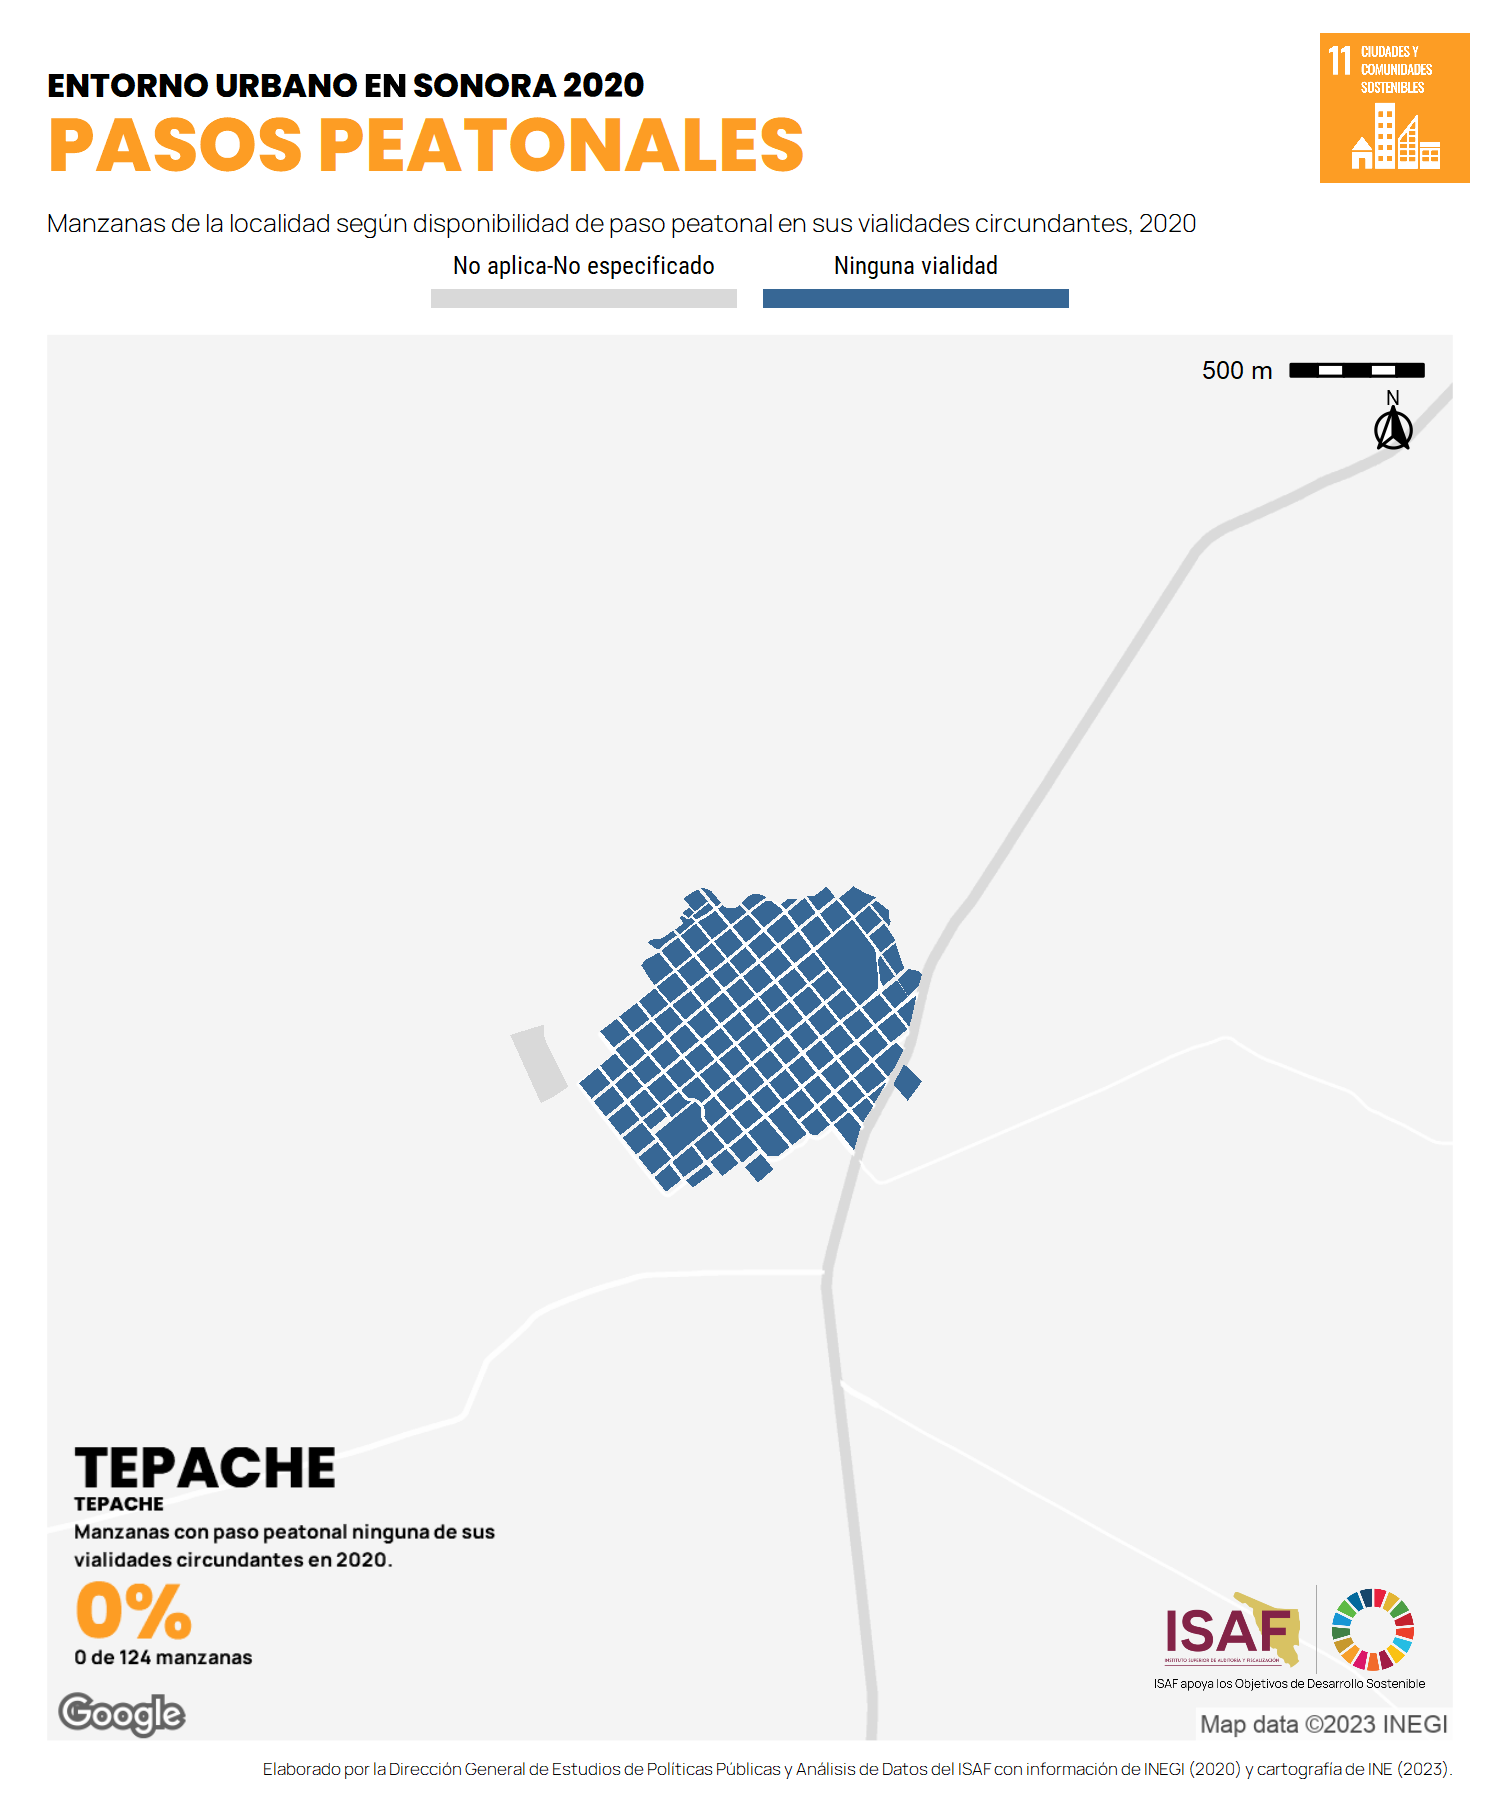 ENTORNO URBANO EN SONORA 2020
PASOS PEATONALES
11 CIUDADES Y
COMUNIDADES
SOSTENIBLES
Manzanas de la localidad según disponibilidad de paso peatonal en sus vialidades circundantes, 2020
No aplica-No especificado
Ninguna vialidad
500 m
N
TEPACHE
TEPACHE
Manzanas con paso peatonal ninguna de sus
vialidades circundantes en 2020.
0%
0 de 124 manzanas
ISAF
INSTITUTO SUPERIOR DE AUDITORÍA Y FISCALIZACIÓN
ISAF apoya los Objetivos de Desarrollo Sostenible
Google
Map data ©2023 INEGI
Elaborado por la Dirección General de Estudios de Políticas Públicas y Análisis de Datos del ISAF con información de INEGI (2020) y cartografía de INE (2023).